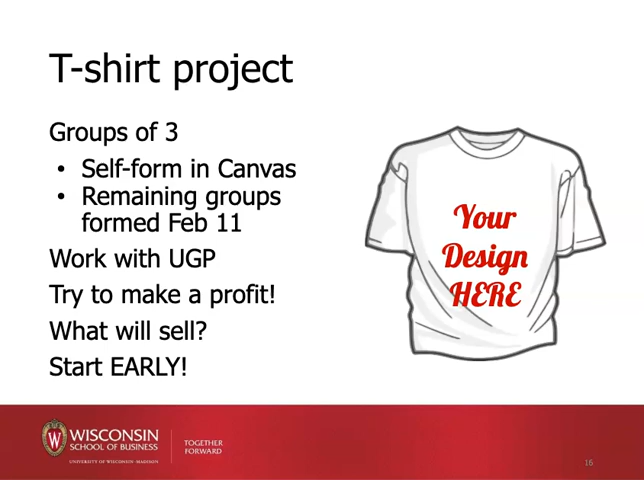 T-shirt project
Groups of 3
• Self-form in Canvas
• Remaining groups
formed Feb 11
Work with UGP
Try to make a profit!
What will sell?
Start EARLY!
Your
Design
HERE
W
WISCONSIN
SCHOOL OF BUSINESS
UNIVERSITY OF WISCONSIN-MADISON
TOGETHER
FORWARD
16